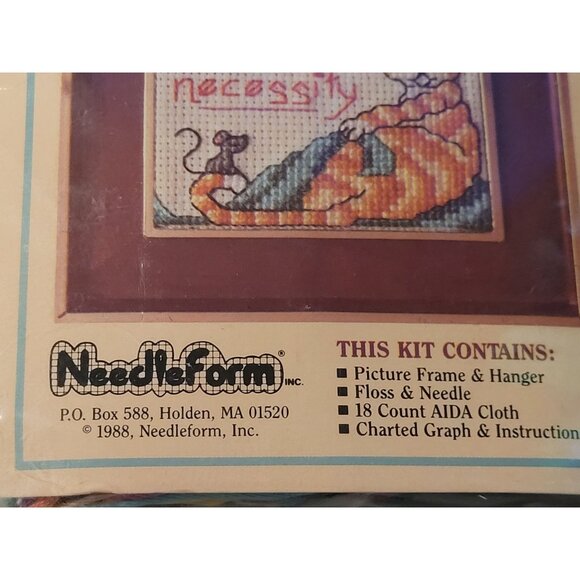 necessity
NeedleForm® INC.
P.O. Box 588, Holden, MA 01520
© 1988, Needleform, Inc.
THIS KIT CONTAINS:
■ Picture Frame & Hanger
■ Floss & Needle
■ 18 Count AIDA Cloth
■ Charted Graph & Instruction